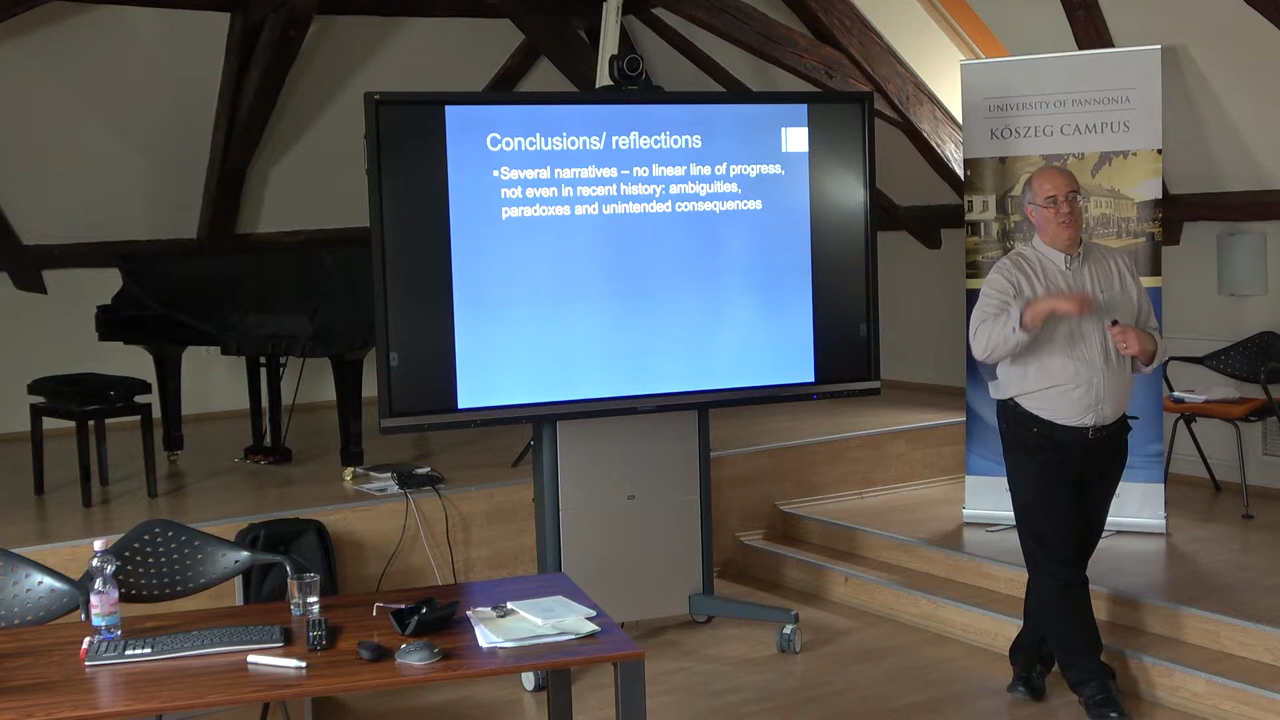 Conclusions/ reflections
▪Several narratives – no linear line of progress,
not even in recent history: ambiguities,
paradoxes and unintended consequences
UNIVERSITY OF PANNONIA
KŐSZEG CAMPUS